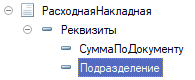 РасходнаяНакладная
Реквизиты
СуммаПоДокументу
Подразделение